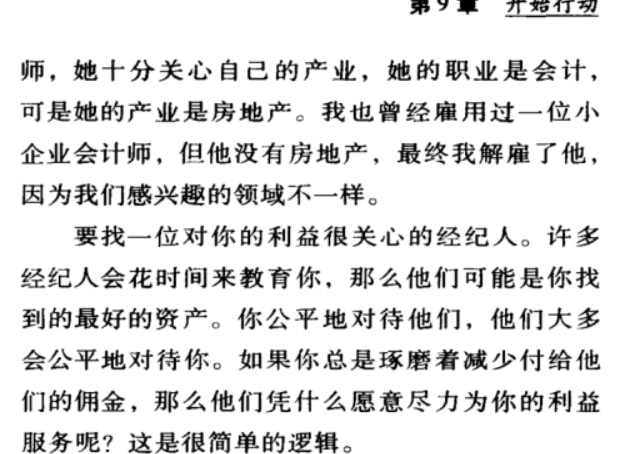 第9章 开始行动
师，她十分关心自己的产业，她的职业是会计，
可是她的产业是房地产。我也曾经雇用过一位小
企业会计师，但他没有房地产，最终我解雇了他，
因为我们感兴趣的领域不一样。
要找一位对你的利益很关心的经纪人。许多
经纪人会花时间来教育你，那么他们可能是你找
到的最好的资产。你公平地对待他们，他们大多
会公平地对待你。如果你总是琢磨着减少付给他
们的佣金，那么他们凭什么愿意尽力为你的利益
服务呢？这是很简单的逻辑。